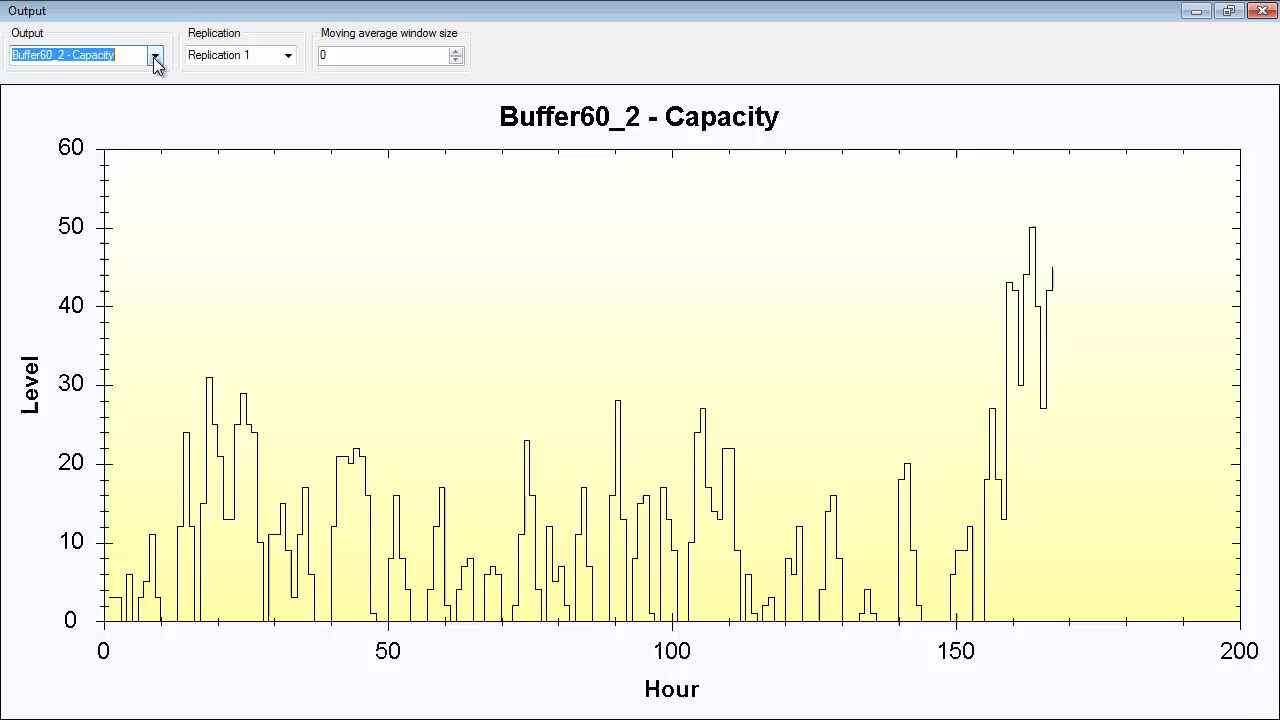 Output
Output
Replication
Moving average window size
Buffer60_2 - Capacity
Replication 1
0
Buffer60_2 - Capacity
60
50
40
30
20
10
0
Level
0
50
100
150
200
Hour